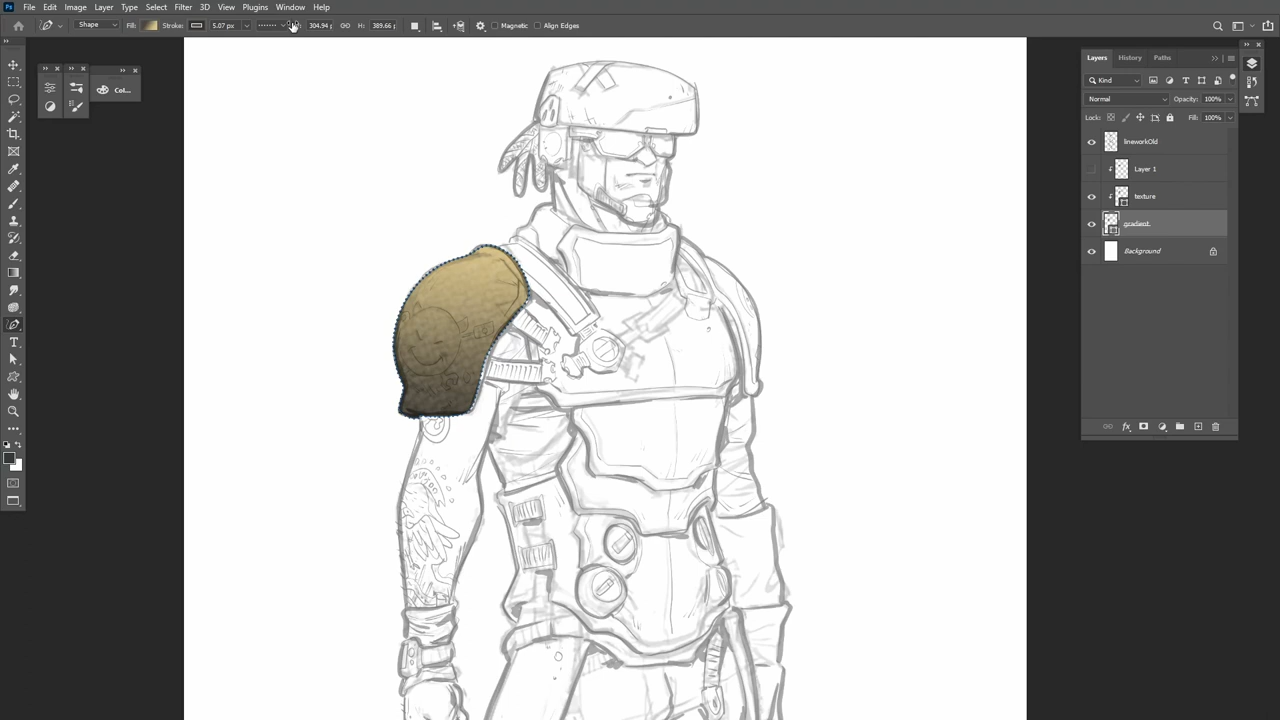 Ps File Edit Image Layer Type Select Filter 3D View Plugins Window Help
Shape Fill: Stroke: 5.07 px 304.94 H: 389.66 Magnetic Align Edges
Col...
Layers History Paths
Kind
Normal Opacity: 100%
Lock: Fill: 100%
lineworkOld
Layer 1
texture
gradient.
Background
fx